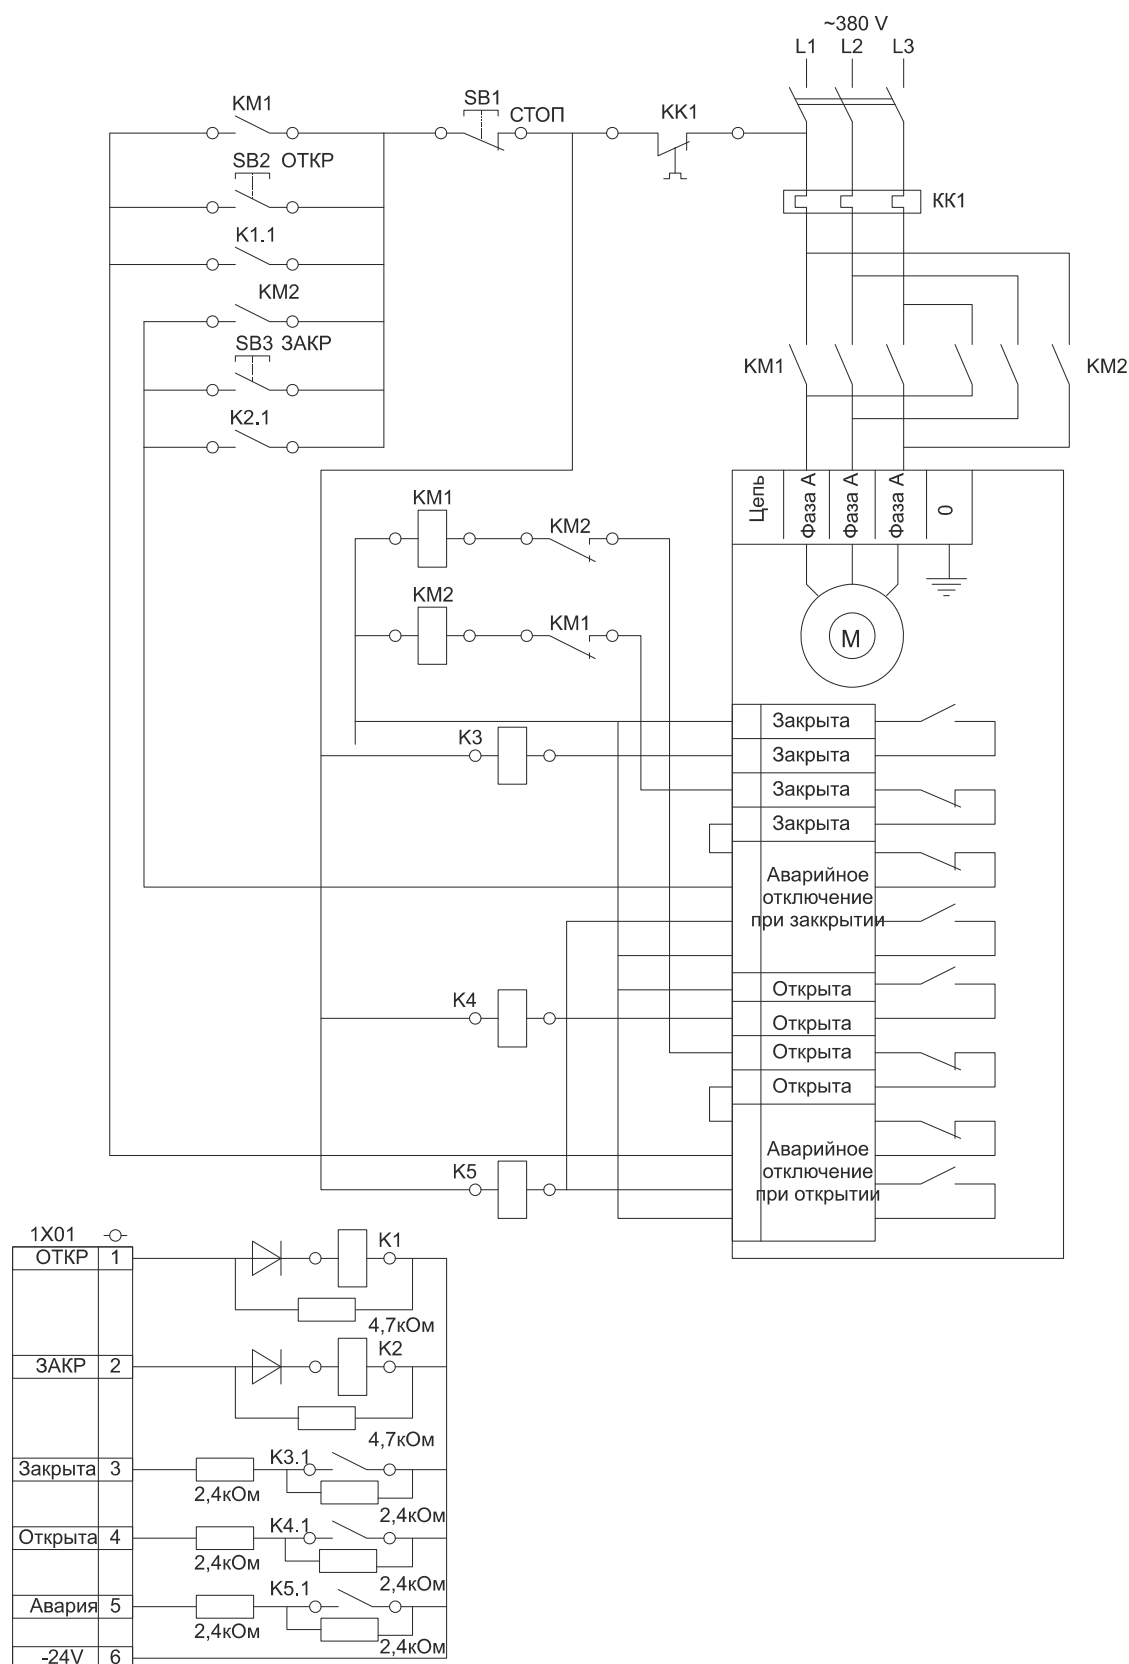 ~380 V
L1 L2 L3
SB1
СТОП
KK1
KM1
SB2 ОТКР
KK1
K1.1
KM2
SB3 ЗАКР
KM1
KM2
K2.1
Цепь
Фаза А
Фаза А
Фаза А
0
KM1
KM2
KM2
KM1
M
Закрыта
K3
Закрыта
Закрыта
Закрыта
Аварийное
отключение
при заккрытии
Открыта
K4
Открыта
Открыта
Открыта
Аварийное
отключение
при открытии
K5
1X01
ОТКР 1
K1
4,7кОм
ЗАКР 2
K2
4,7кОм
Закрыта 3
K3.1
2,4кОм
2,4кОм
Открыта 4
K4.1
2,4кОм
2,4кОм
Авария 5
K5.1
2,4кОм
2,4кОм
-24V 6